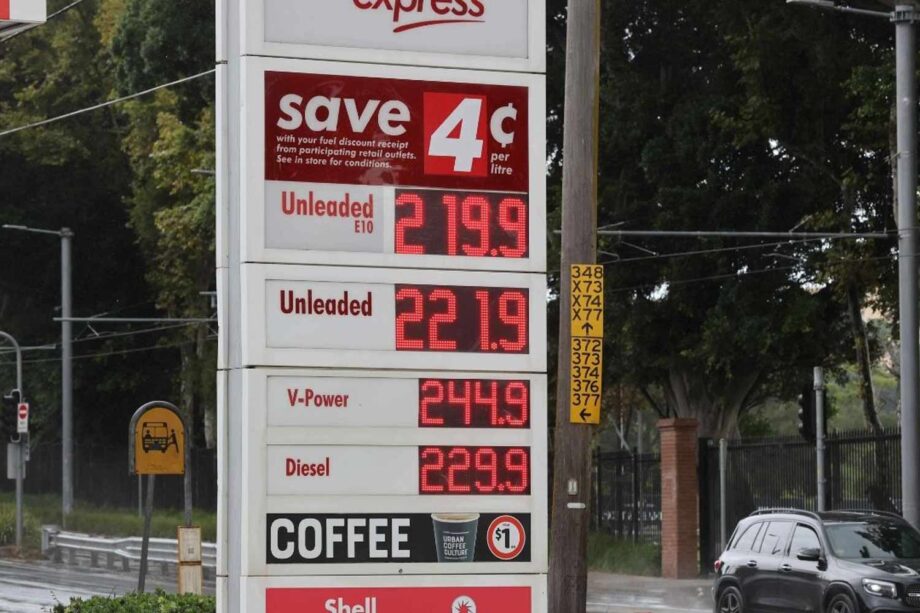 express
save 4¢
with your fuel discount receipt
from participating retail outlets.
See in store for conditions.
per
litre
Unleaded 219.9
E10
Unleaded 221.9
V-Power 244.9
Diesel 229.9
COFFEE
URBAN
COFFEE
CULTURE
$1
Shell
348
X73
X74
X77
372
373
374
376
377